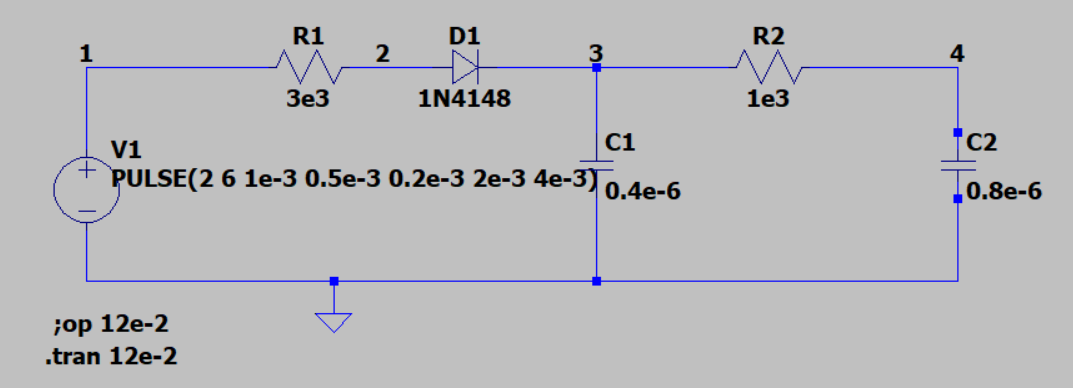 R1 D1 R2
1 2 3 4
3e3 1N4148 1e3
V1 C1 C2
PULSE(2 6 1e-3 0.5e-3 0.2e-3 2e-3 4e-3)
0.4e-6 0.8e-6
;op 12e-2
.tran 12e-2